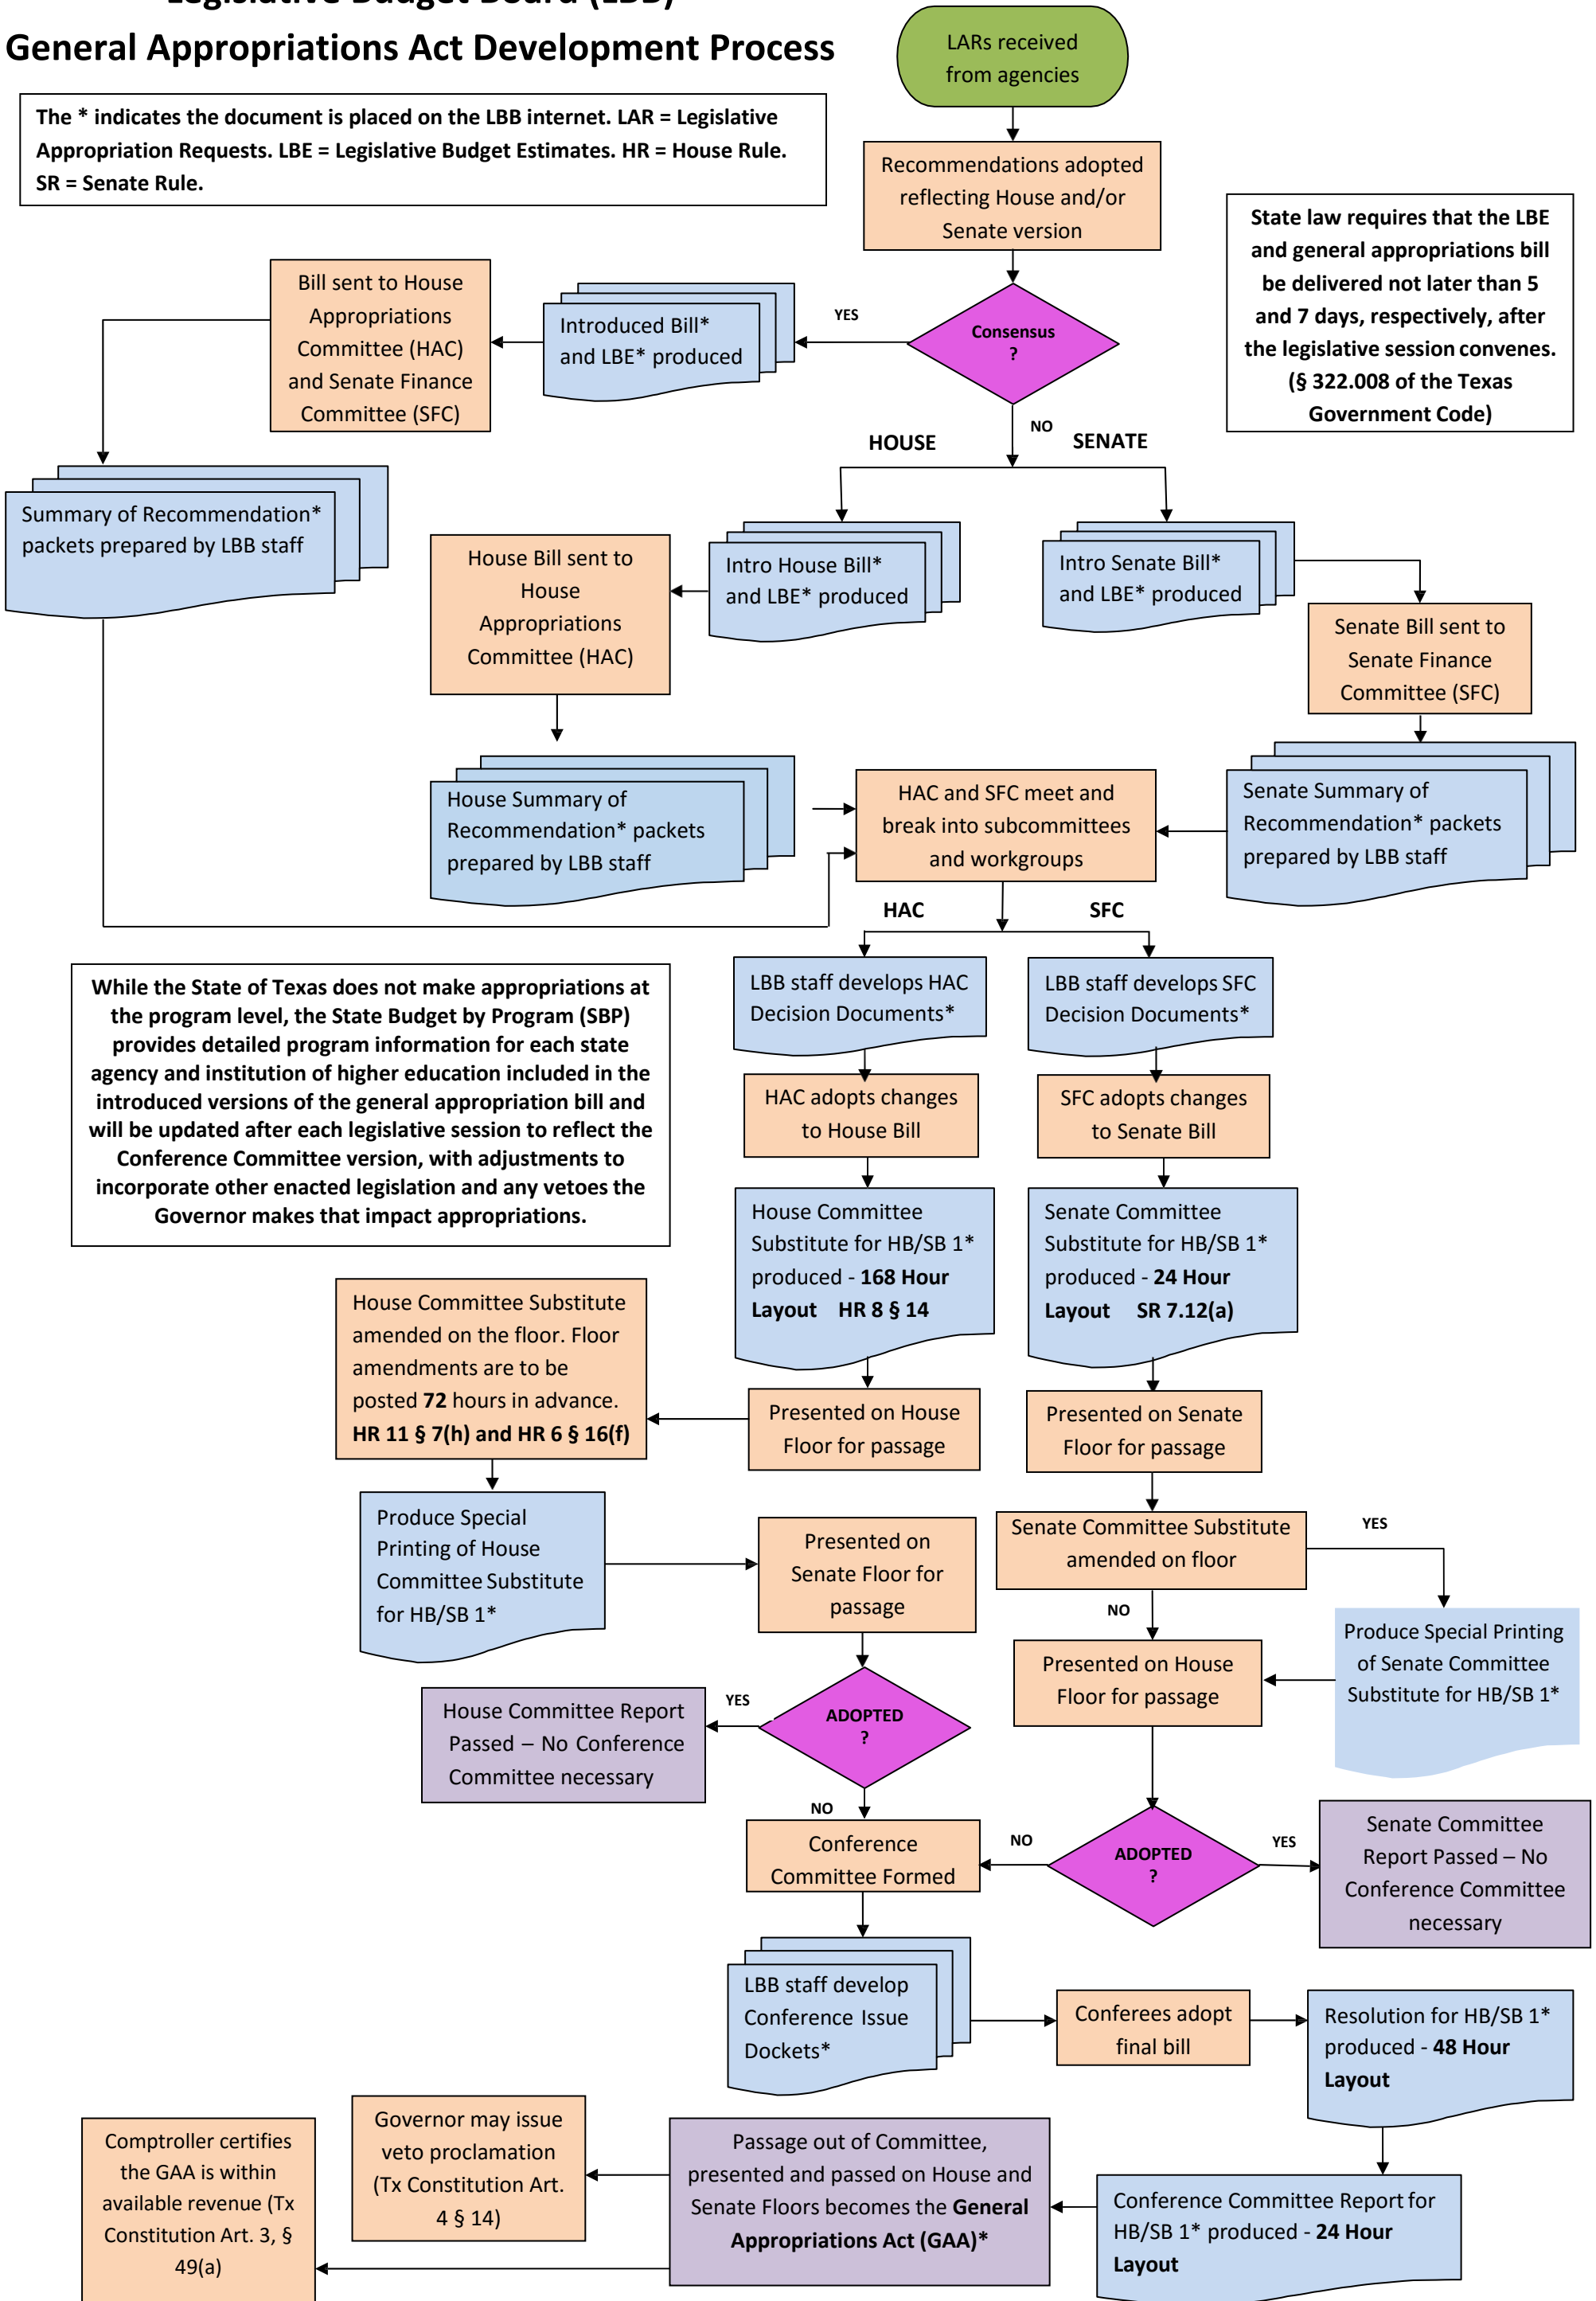 Legislative Budget Board (LBB)
General Appropriations Act Development Process
LARs received
from agencies
The * indicates the document is placed on the LBB internet. LAR = Legislative
Appropriation Requests. LBE = Legislative Budget Estimates. HR = House Rule.
SR = Senate Rule.
Recommendations adopted
reflecting House and/or
Senate version
State law requires that the LBE
and general appropriations bill
be delivered not later than 5
and 7 days, respectively, after
the legislative session convenes.
(§ 322.008 of the Texas
Government Code)
Bill sent to House
Appropriations
Committee (HAC)
and Senate Finance
Committee (SFC)
Introduced Bill*
and LBE* produced
YES
Consensus
?
NO
HOUSE
SENATE
Summary of Recommendation*
packets prepared by LBB staff
House Bill sent to
House
Appropriations
Committee (HAC)
Intro House Bill*
and LBE* produced
Intro Senate Bill*
and LBE* produced
Senate Bill sent to
Senate Finance
Committee (SFC)
House Summary of
Recommendation* packets
prepared by LBB staff
HAC and SFC meet and
break into subcommittees
and workgroups
Senate Summary of
Recommendation* packets
prepared by LBB staff
HAC
SFC
While the State of Texas does not make appropriations at
the program level, the State Budget by Program (SBP)
provides detailed program information for each state
agency and institution of higher education included in the
introduced versions of the general appropriation bill and
will be updated after each legislative session to reflect the
Conference Committee version, with adjustments to
incorporate other enacted legislation and any vetoes the
Governor makes that impact appropriations.
LBB staff develops HAC
Decision Documents*
LBB staff develops SFC
Decision Documents*
HAC adopts changes
to House Bill
SFC adopts changes
to Senate Bill
House Committee
Substitute for HB/SB 1*
produced - 168 Hour
Layout HR 8 § 14
Senate Committee
Substitute for HB/SB 1*
produced - 24 Hour
Layout SR 7.12(a)
House Committee Substitute
amended on the floor. Floor
amendments are to be
posted 72 hours in advance.
HR 11 § 7(h) and HR 6 § 16(f)
Presented on House
Floor for passage
Presented on Senate
Floor for passage
Produce Special
Printing of House
Committee Substitute
for HB/SB 1*
Presented on
Senate Floor for
passage
Senate Committee Substitute
amended on floor
YES
NO
Presented on House
Floor for passage
Produce Special Printing
of Senate Committee
Substitute for HB/SB 1*
House Committee Report
Passed – No Conference
Committee necessary
YES
ADOPTED
?
NO
Conference
Committee Formed
NO
ADOPTED
?
YES
Senate Committee
Report Passed – No
Conference Committee
necessary
LBB staff develop
Conference Issue
Dockets*
Conferees adopt
final bill
Resolution for HB/SB 1*
produced - 48 Hour
Layout
Comptroller certifies
the GAA is within
available revenue (Tx
Constitution Art. 3, §
49(a)
Governor may issue
veto proclamation
(Tx Constitution Art.
4 § 14)
Passage out of Committee,
presented and passed on House and
Senate Floors becomes the General
Appropriations Act (GAA)*
Conference Committee Report for
HB/SB 1* produced - 24 Hour
Layout